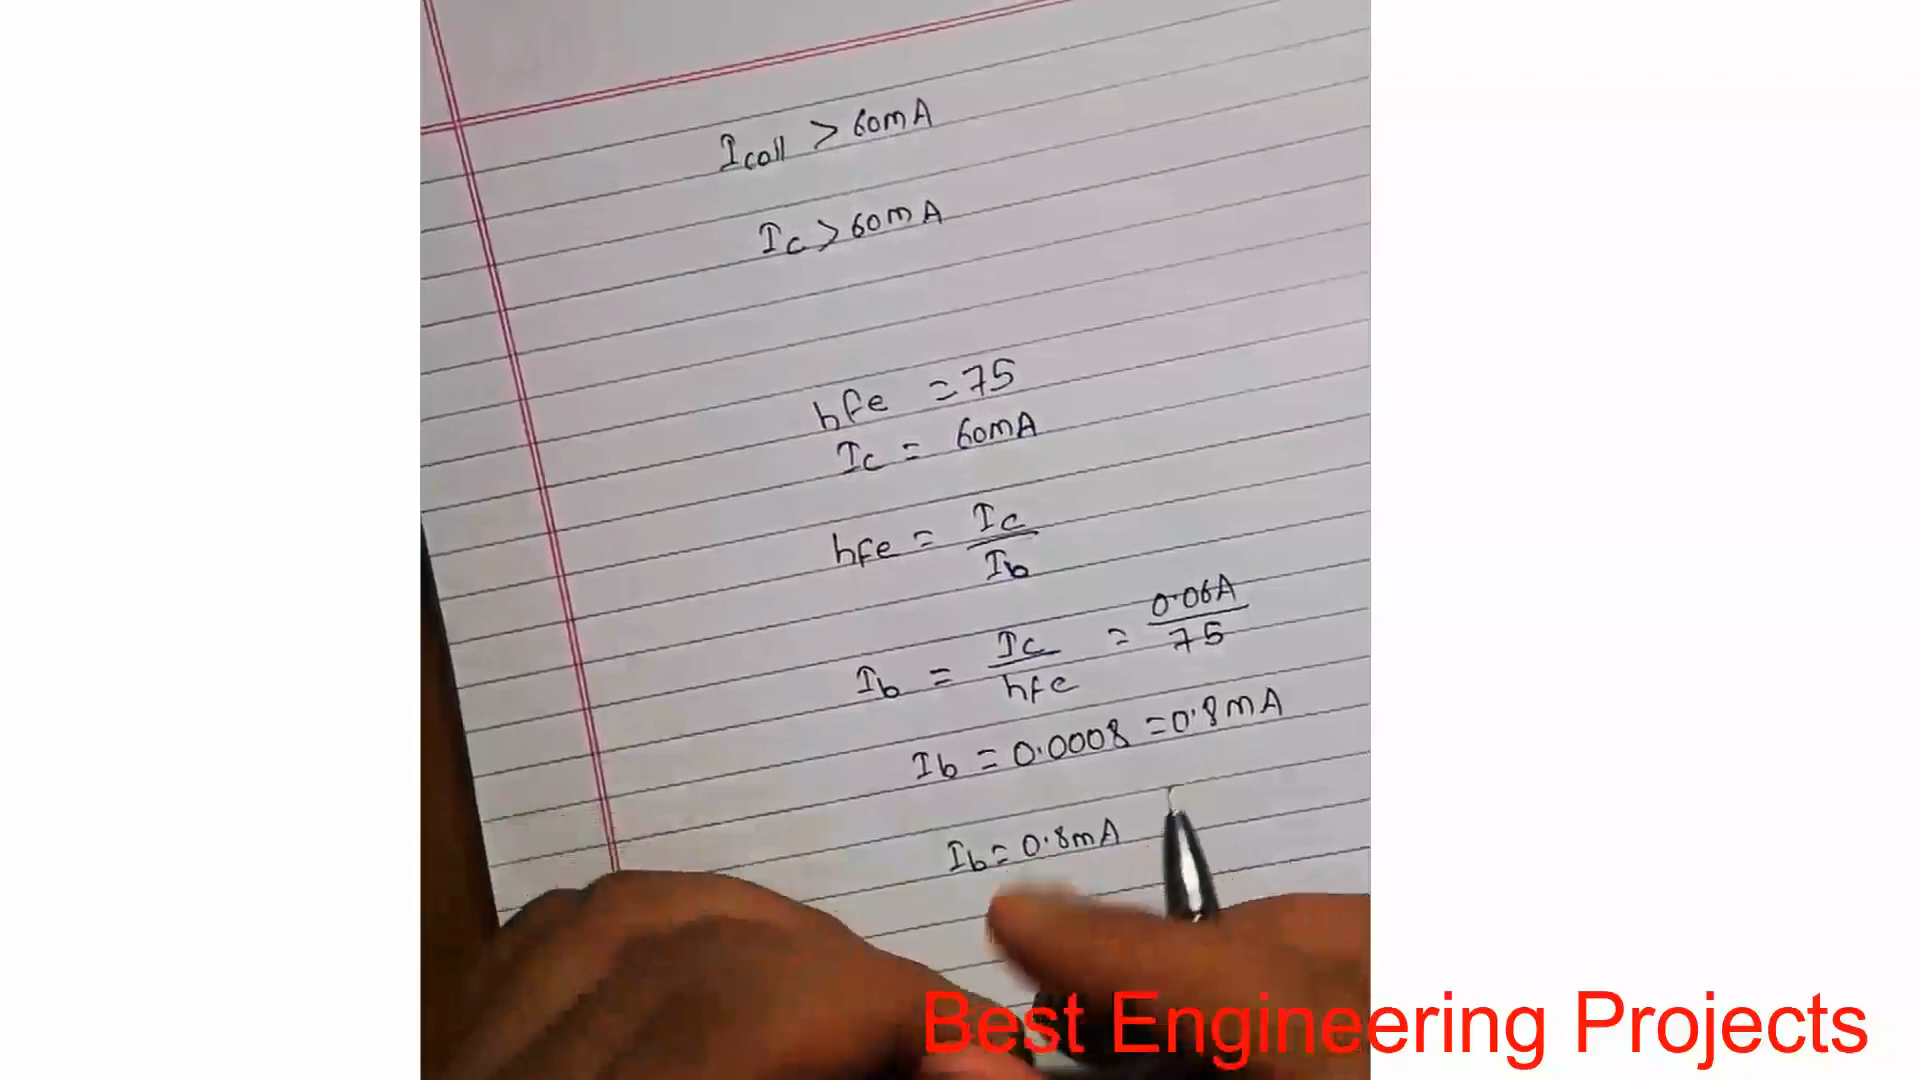 Icoil > 60mA
Ic > 60mA
hfe = 75
Ic = 60mA
hfe = Ic/Ib
Ib = Ic/hfe = 0.06A/75
Ib = 0.0008 = 0.8mA
Ib = 0.8mA
Best Engineering Projects